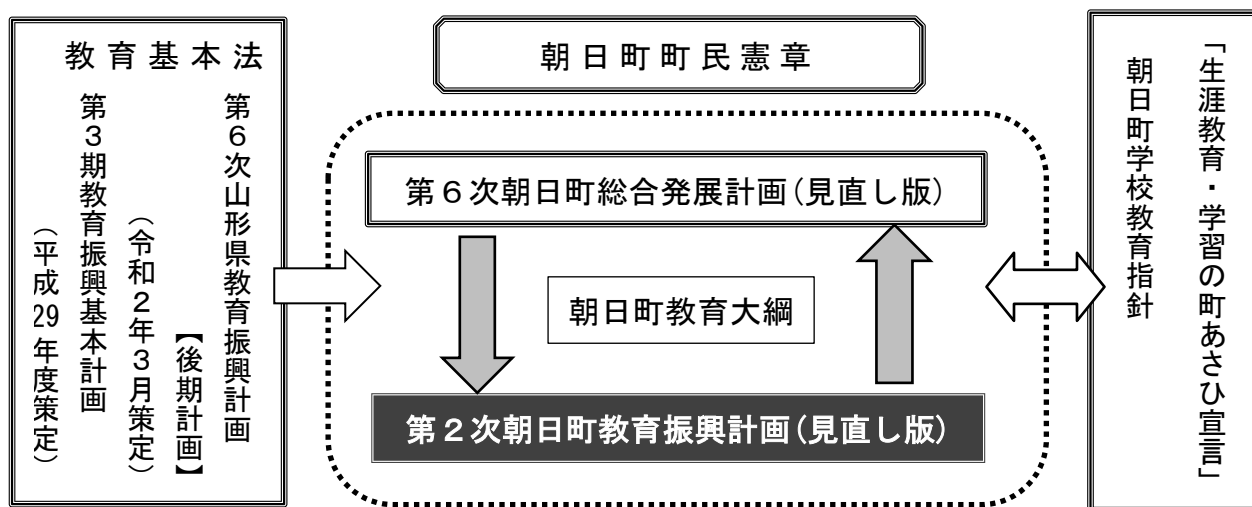 教育基本法
第６次山形県教育振興計画
【後期計画】
（令和２年３月策定）
第３期教育振興基本計画
（平成29年度策定）
朝日町町民憲章
第６次朝日町総合発展計画(見直し版)
朝日町教育大綱
第２次朝日町教育振興計画(見直し版)
「生涯教育・学習の町あさひ宣言」
朝日町学校教育指針